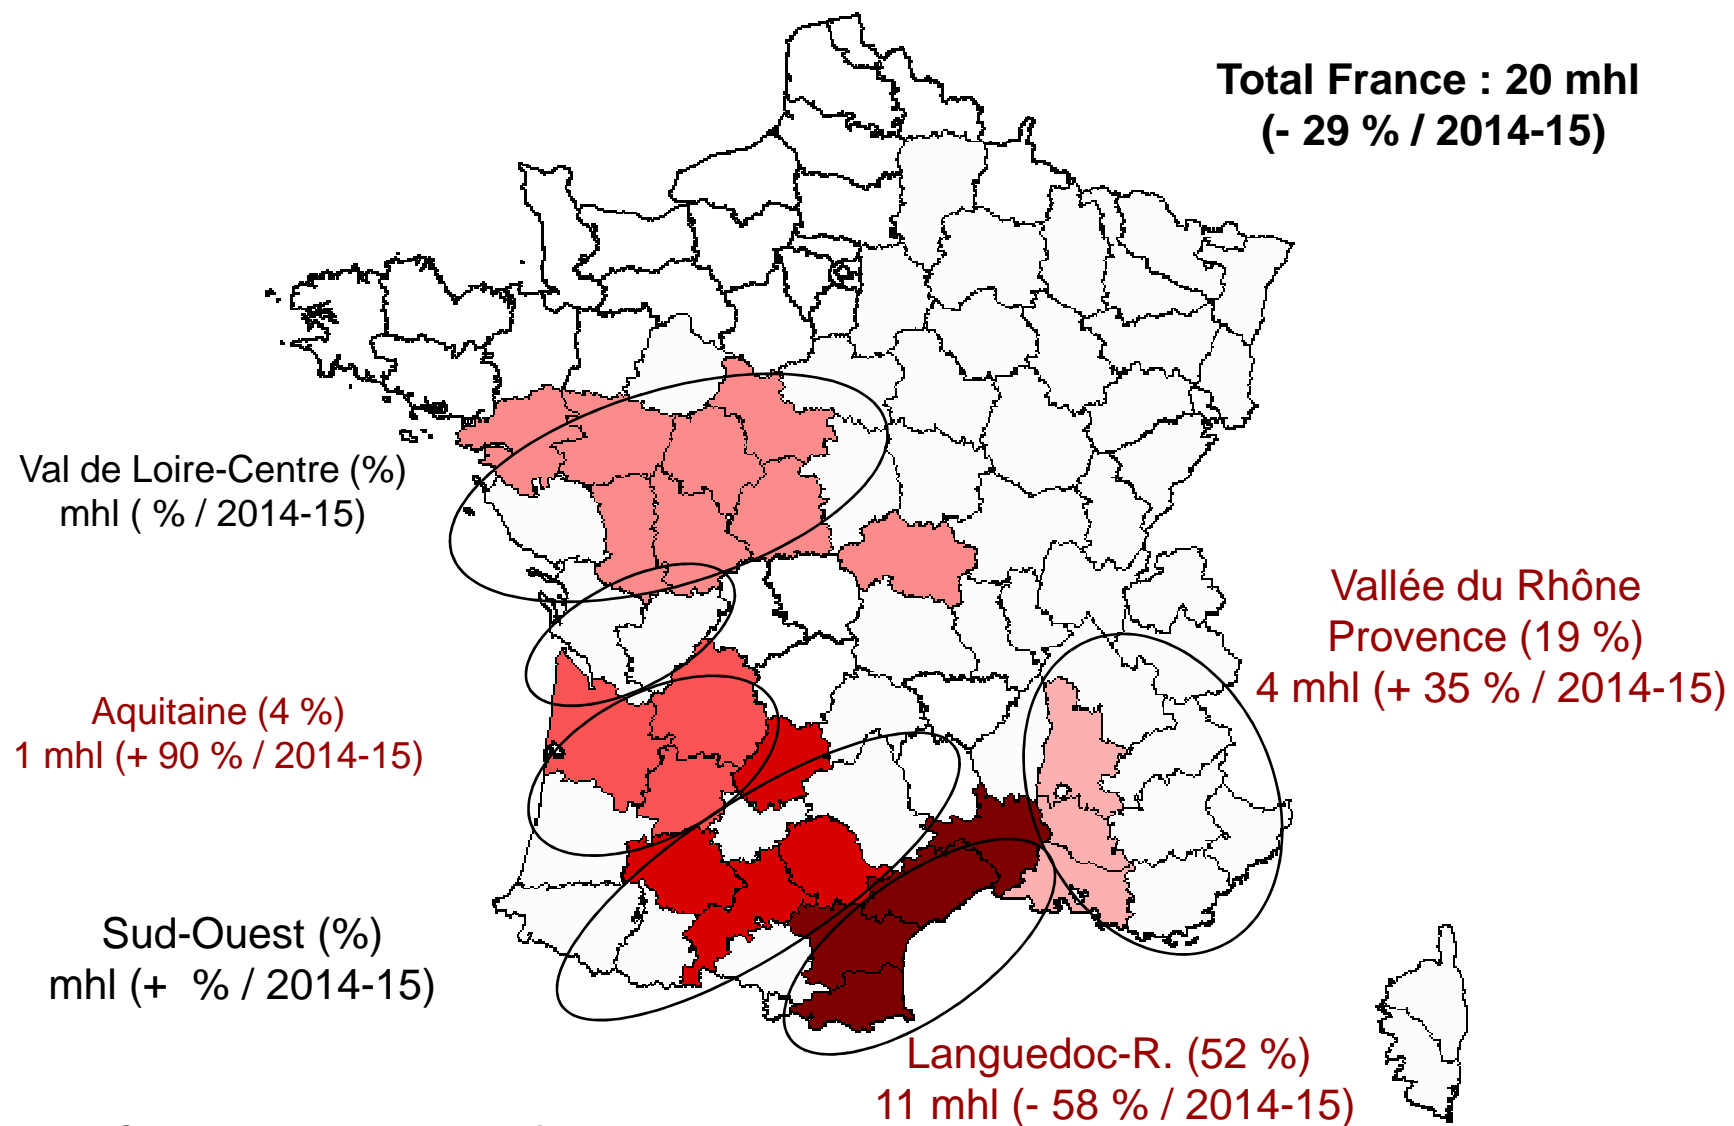 Total France : 20 mhl
(- 29 % / 2014-15)
Val de Loire-Centre (%)
mhl ( % / 2014-15)
Vallée du Rhône
Provence (19 %)
4 mhl (+ 35 % / 2014-15)
Aquitaine (4 %)
1 mhl (+ 90 % / 2014-15)
Sud-Ouest (%)
mhl (+ % / 2014-15)
Languedoc-R. (52 %)
11 mhl (- 58 % / 2014-15)